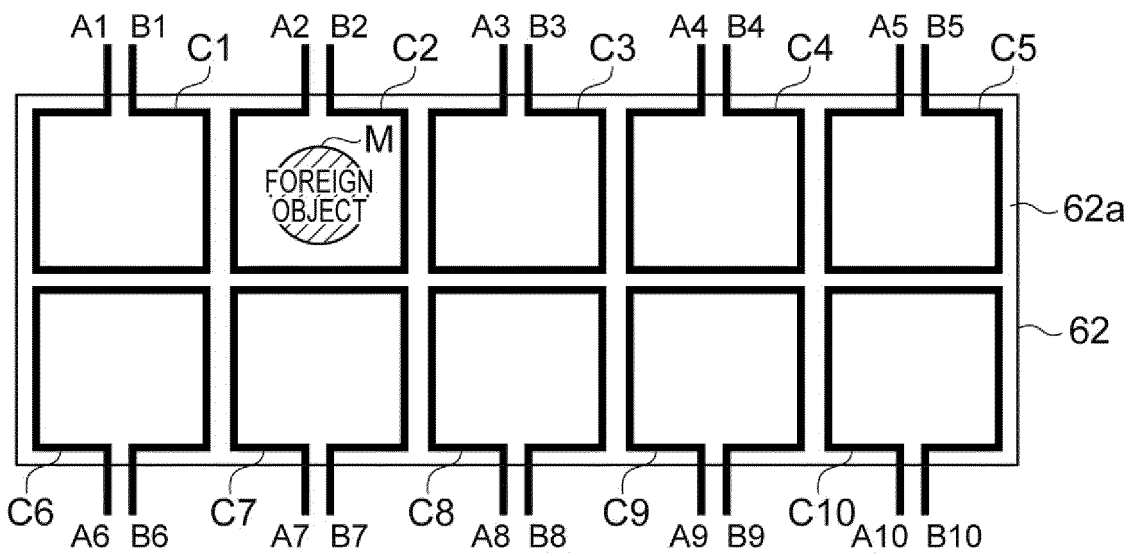 A1 B1 A2 B2 A3 B3 A4 B4 A5 B5
C1 C2 C3 C4 C5
M
FOREIGN
OBJECT
62a
62
C6 C7 C8 C9 C10
A6 B6 A7 B7 A8 B8 A9 B9 A10 B10